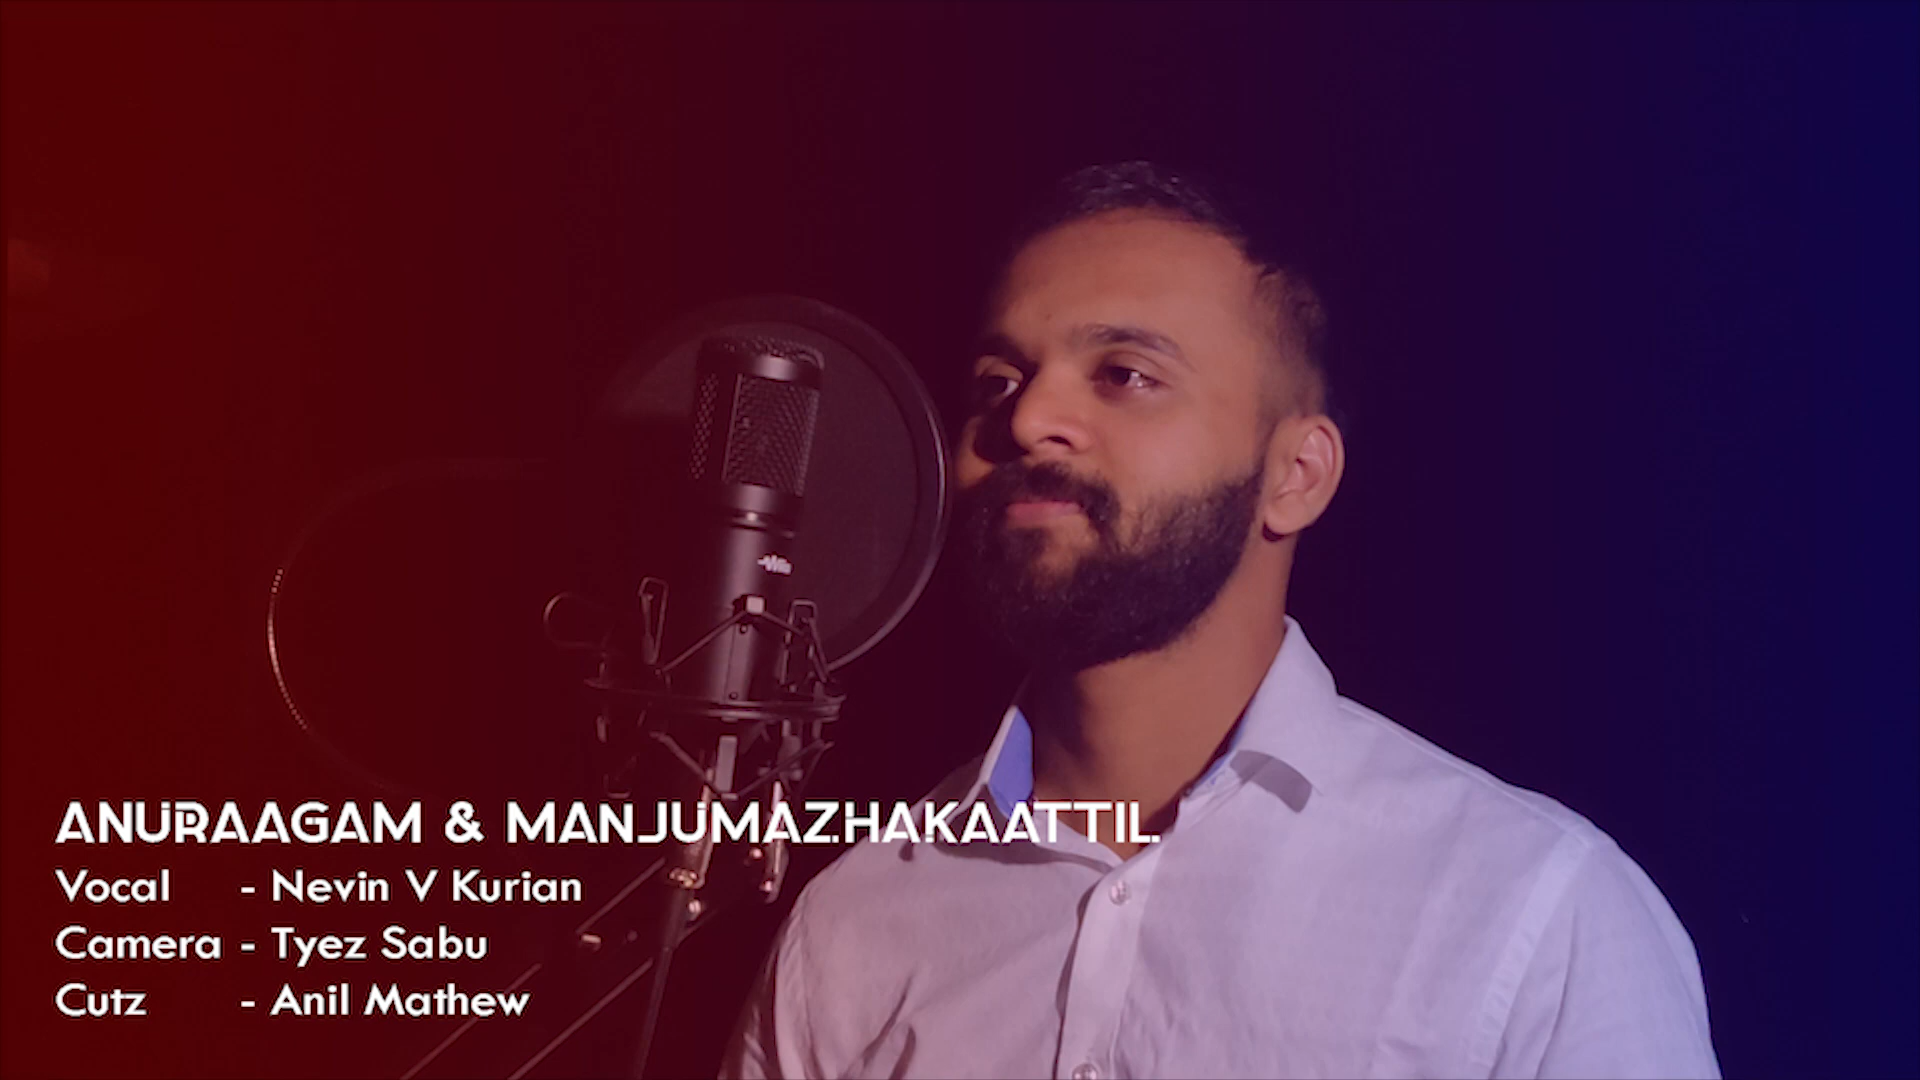 ANURAAGAM & MANJUMAZHAKAATTIL
Vocal - Nevin V Kurian
Camera - Tyez Sabu
Cutz - Anil Mathew